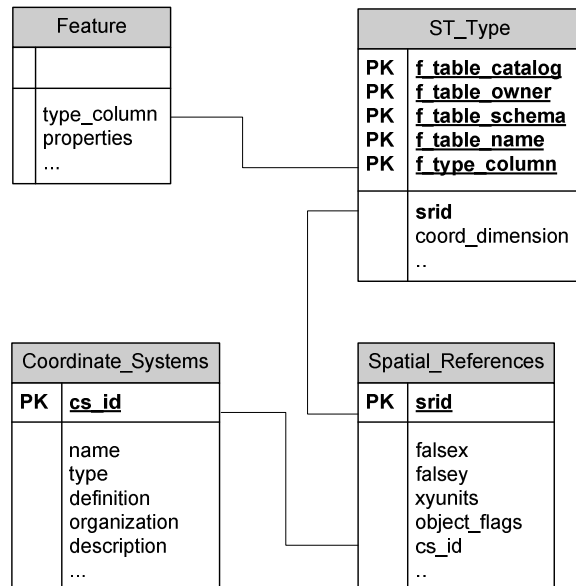 Feature
type_column
properties
...
ST_Type
PK f_table_catalog
PK f_table_owner
PK f_table_schema
PK f_table_name
PK f_type_column
srid
coord_dimension
..
Coordinate_Systems
PK cs_id
name
type
definition
organization
description
...
Spatial_References
PK srid
falsex
falsey
xyunits
object_flags
cs_id
..